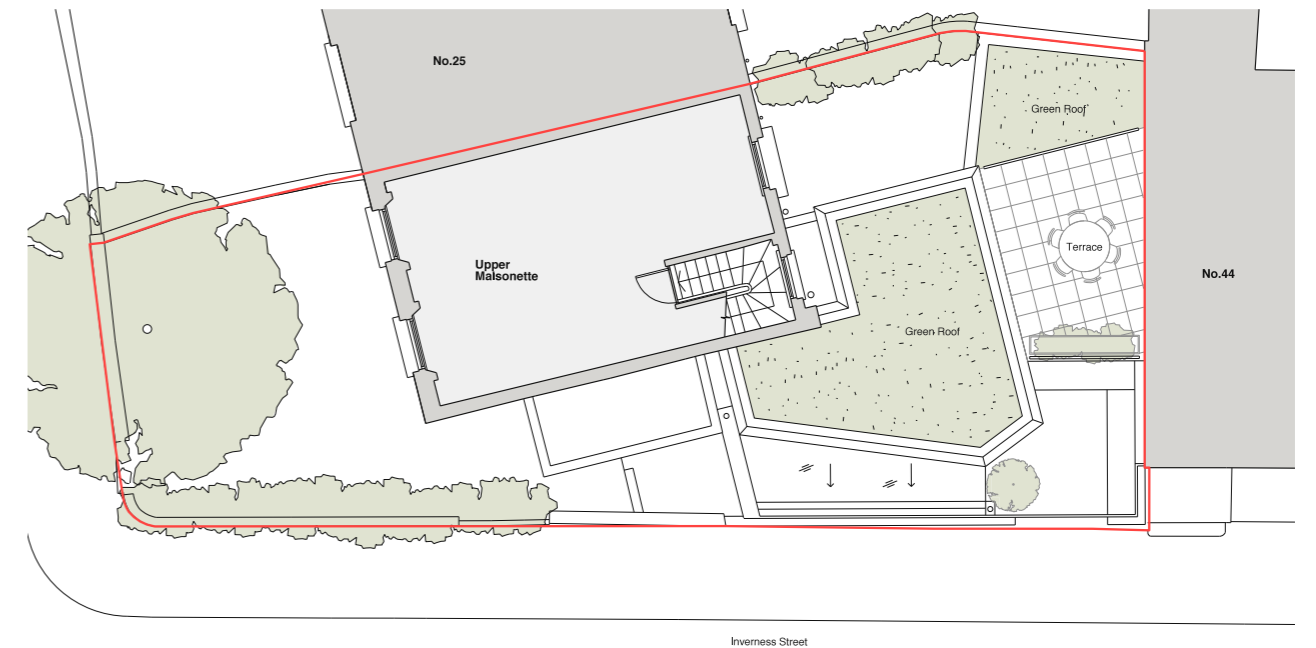 No.25
Green Roof
Terrace
Upper
Maisonette
No.44
Green Roof
Inverness Street